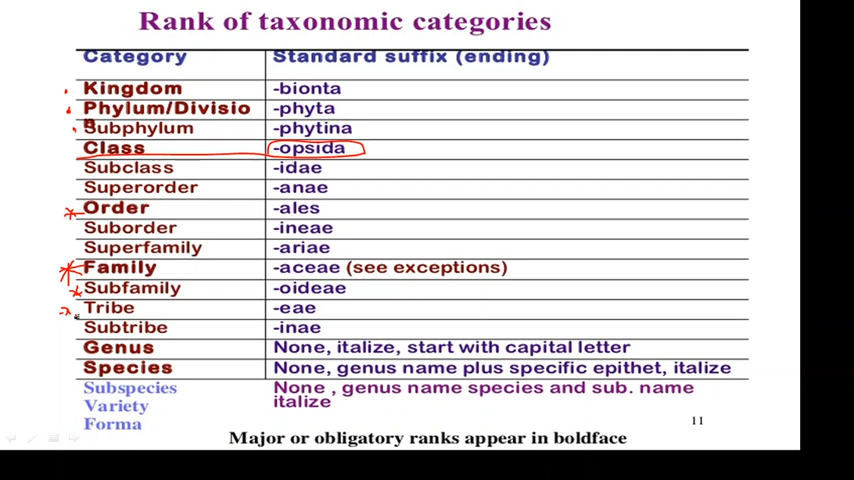 Rank of taxonomic categories
Category Standard suffix (ending)
Kingdom -bionta
Phylum/Division -phyta
Subphylum -phytina
Class -opsida
Subclass -idae
Superorder -anae
Order -ales
Suborder -ineae
Superfamily -ariae
Family -aceae (see exceptions)
Subfamily -oideae
Tribe -eae
Subtribe -inae
Genus None, italize, start with capital letter
Species None, genus name plus specific epithet, italize
Subspecies None , genus name species and sub. name
Variety italize
Forma
11
Major or obligatory ranks appear in boldface